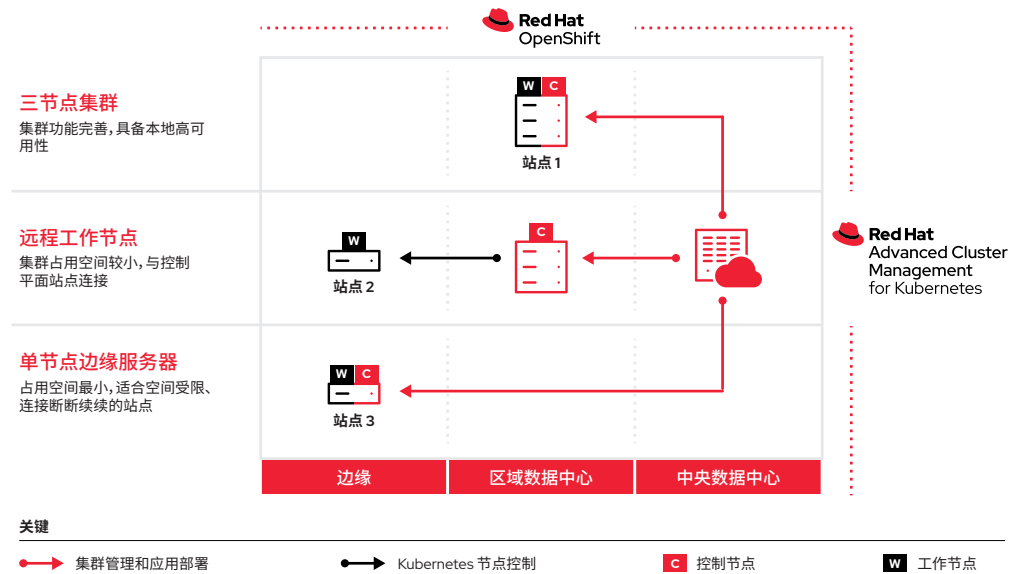 Red Hat
OpenShift
三节点集群
集群功能完善,具备本地高可
用性
W C
站点 1
远程工作节点
集群占用空间较小,与控制
平面站点连接
W
站点 2
C
Red Hat
Advanced Cluster
Management
for Kubernetes
单节点边缘服务器
占用空间最小,适合空间受限、
连接断断续续的站点
W C
站点 3
边缘 区域数据中心 中央数据中心
关键
集群管理和应用部署 Kubernetes 节点控制 C 控制节点 W 工作节点